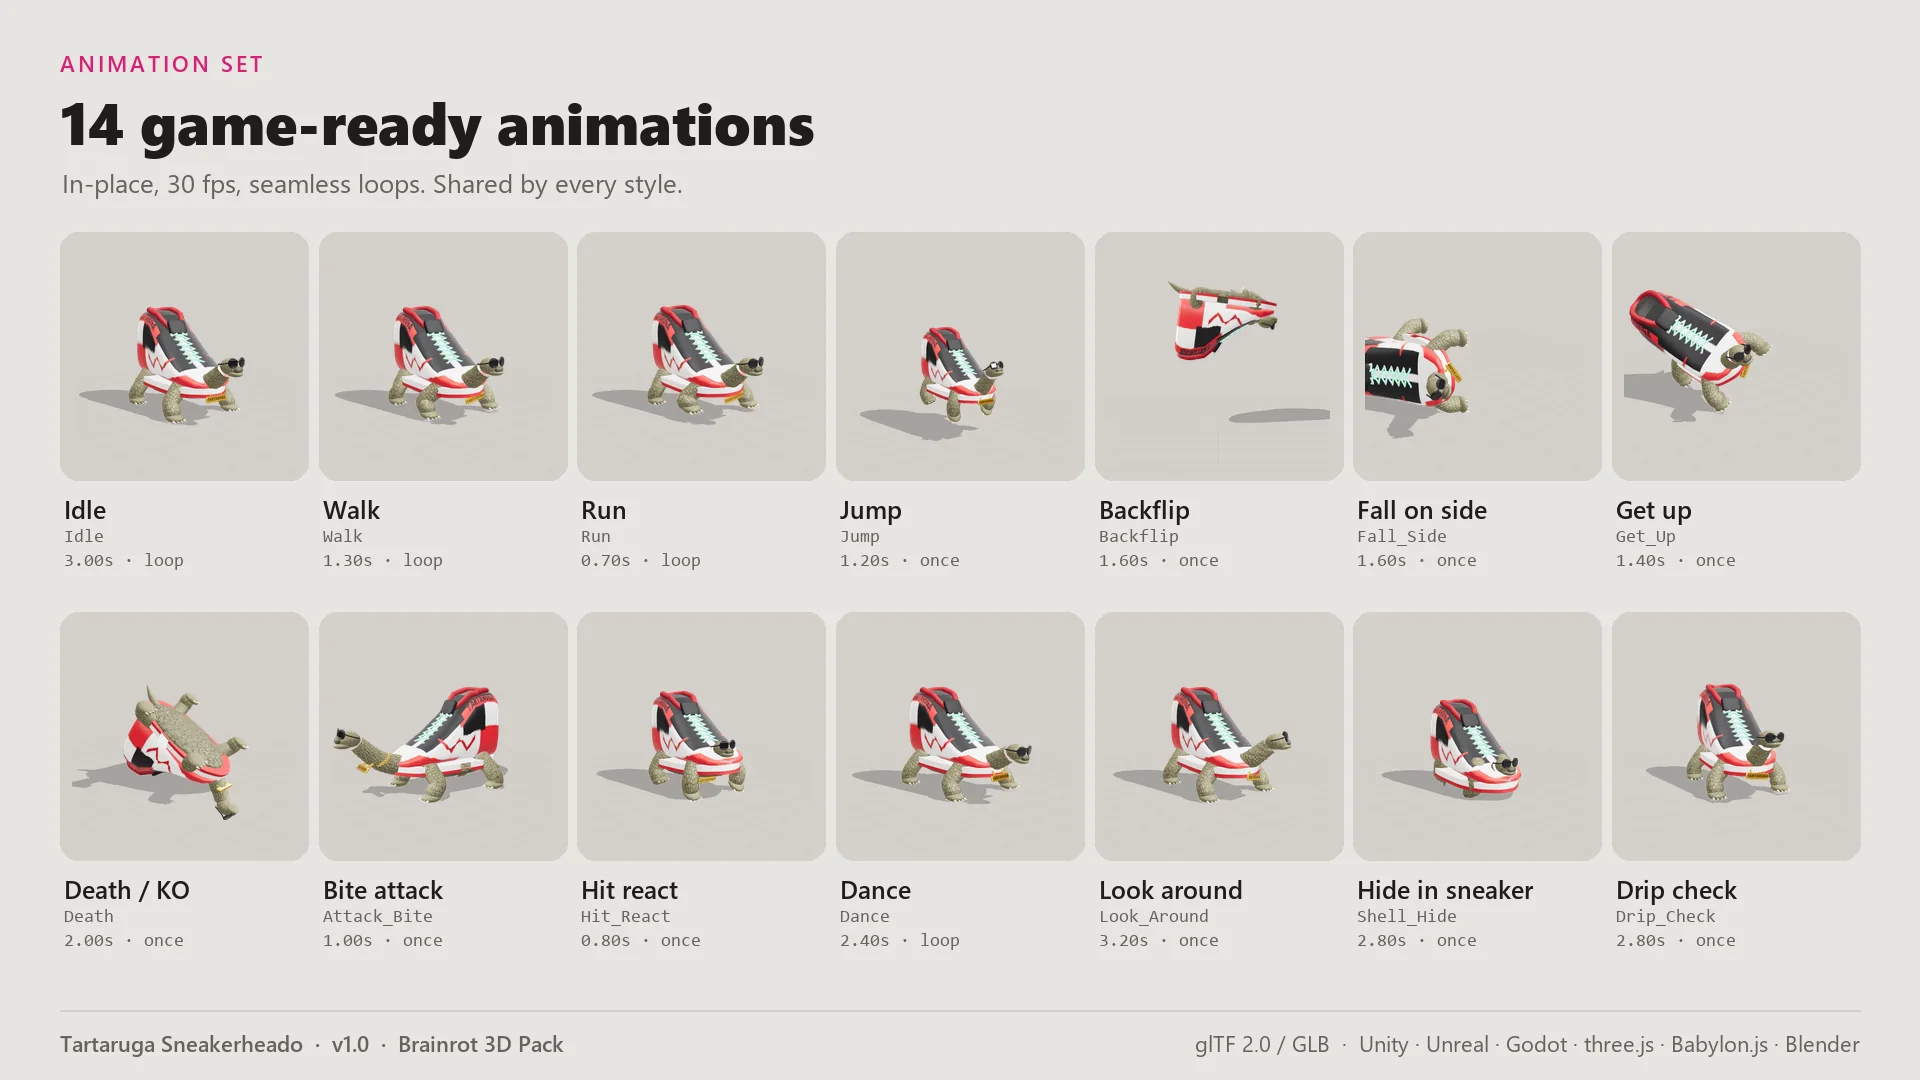 ANIMATION SET
14 game-ready animations
In-place, 30 fps, seamless loops. Shared by every style.
Idle
Idle
3.00s · loop
Walk
Walk
1.30s · loop
Run
Run
0.70s · loop
Jump
Jump
1.20s · once
Backflip
Backflip
1.60s · once
Fall on side
Fall_Side
1.60s · once
Get up
Get_Up
1.40s · once
Death / KO
Death
2.00s · once
Bite attack
Attack_Bite
1.00s · once
Hit react
Hit_React
0.80s · once
Dance
Dance
2.40s · loop
Look around
Look_Around
3.20s · once
Hide in sneaker
Shell_Hide
2.80s · once
Drip check
Drip_Check
2.80s · once
Tartaruga Sneakerheado · v1.0 · Brainrot 3D Pack
glTF 2.0 / GLB · Unity · Unreal · Godot · three.js · Babylon.js · Blender